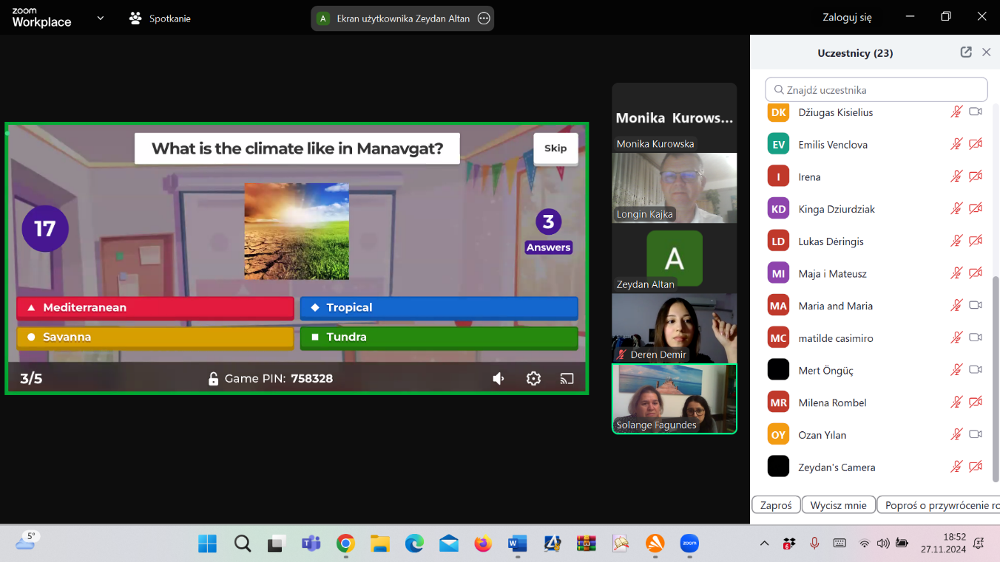 zoom
Workplace
Spotkanie
A
Ekran użytkownika Zeydan Altan
Zaloguj się
What is the climate like in Manavgat?
Skip
17
3
Answers
Mediterranean
Tropical
Savanna
Tundra
3/5
Game PIN: 758328
Monika Kurows...
Monika Kurowska
Longin Kajka
A
Zeydan Altan
Deren Demir
Solange Fagundes
Uczestnicy (23)
Znajdź uczestnika
DK Džiugas Kisielius
EV Emilis Venclova
I Irena
KD Kinga Dziurdziak
LD Lukas Dėringis
MI Maja i Mateusz
MA Maria and Maria
MC matilde casimiro
Mert Öngüç
MR Milena Rombel
OY Ozan Yılan
Zeydan's Camera
Zaproś
Wycisz mnie
Poproś o przywrócenie ro
5°
W
zoom
6
18:52
27.11.2024